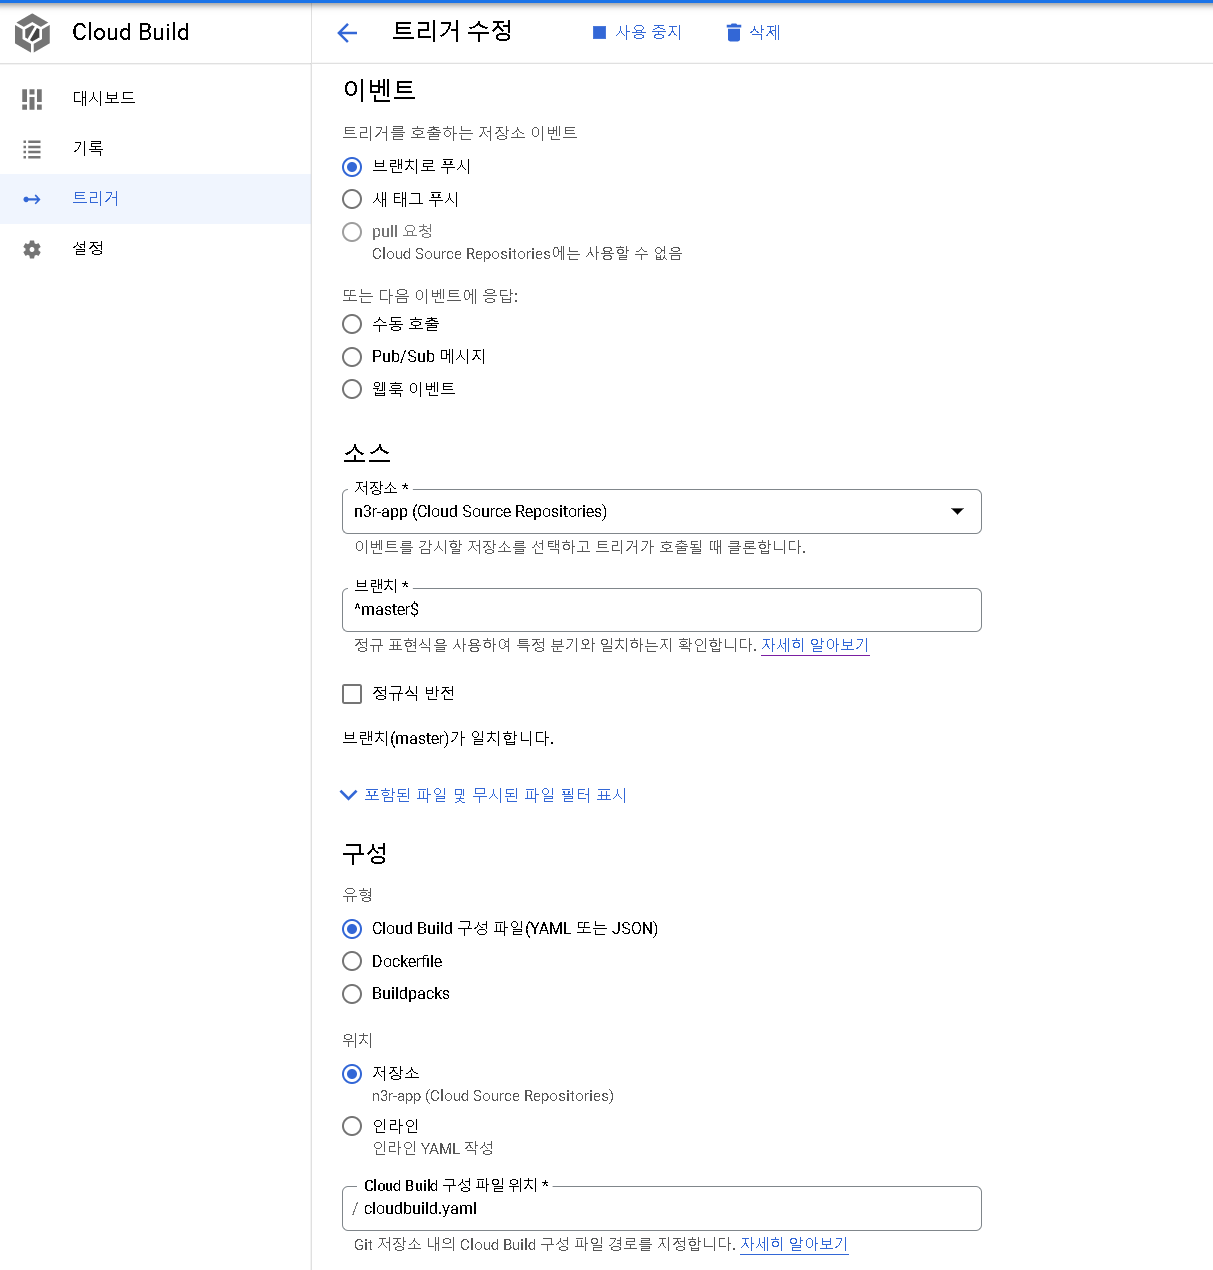 Cloud Build
트리거 수정
사용 중지
삭제
대시보드
기록
트리거
설정
이벤트
트리거를 호출하는 저장소 이벤트
브랜치로 푸시
새 태그 푸시
pull 요청
Cloud Source Repositories에는 사용할 수 없음
또는 다음 이벤트에 응답:
수동 호출
Pub/Sub 메시지
웹훅 이벤트
소스
저장소 *
n3r-app (Cloud Source Repositories)
이벤트를 감시할 저장소를 선택하고 트리거가 호출될 때 클론합니다.
브랜치 *
^master$
정규 표현식을 사용하여 특정 분기와 일치하는지 확인합니다. 자세히 알아보기
정규식 반전
브랜치(master)가 일치합니다.
포함된 파일 및 무시된 파일 필터 표시
구성
유형
Cloud Build 구성 파일(YAML 또는 JSON)
Dockerfile
Buildpacks
위치
저장소
n3r-app (Cloud Source Repositories)
인라인
인라인 YAML 작성
Cloud Build 구성 파일 위치 *
/ cloudbuild.yaml
Git 저장소 내의 Cloud Build 구성 파일 경로를 지정합니다. 자세히 알아보기